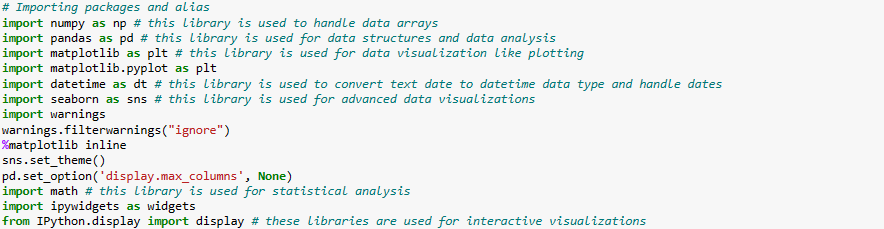 # Importing packages and alias
import numpy as np # this library is used to handle data arrays
import pandas as pd # this library is used for data structures and data analysis
import matplotlib as plt # this library is used for data visualization like plotting
import matplotlib.pyplot as plt
import datetime as dt # this library is used to convert text date to datetime data type and handle dates
import seaborn as sns # this library is used for advanced data visualizations
import warnings
warnings.filterwarnings("ignore")
%matplotlib inline
sns.set_theme()
pd.set_option('display.max_columns', None)
import math # this library is used for statistical analysis
import ipywidgets as widgets
from IPython.display import display # these libraries are used for interactive visualizations